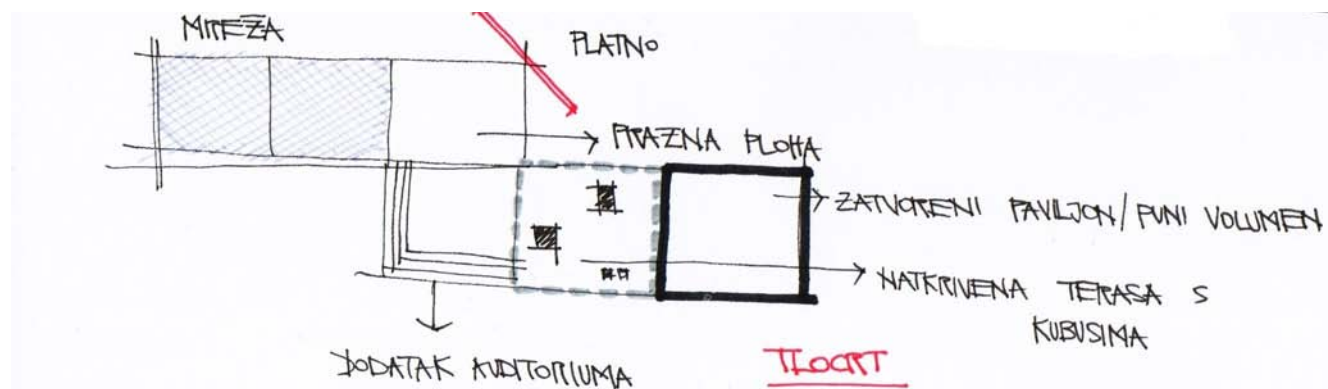 MREŽA
PLATNO
PRAZNA PLOHA
ZATVORENI PAVILJON/PUNI VOLUMEN
NATKRIVENA TERASA S
KUBUSIMA
DODATAK AUDITORIUMA
TLOCRT